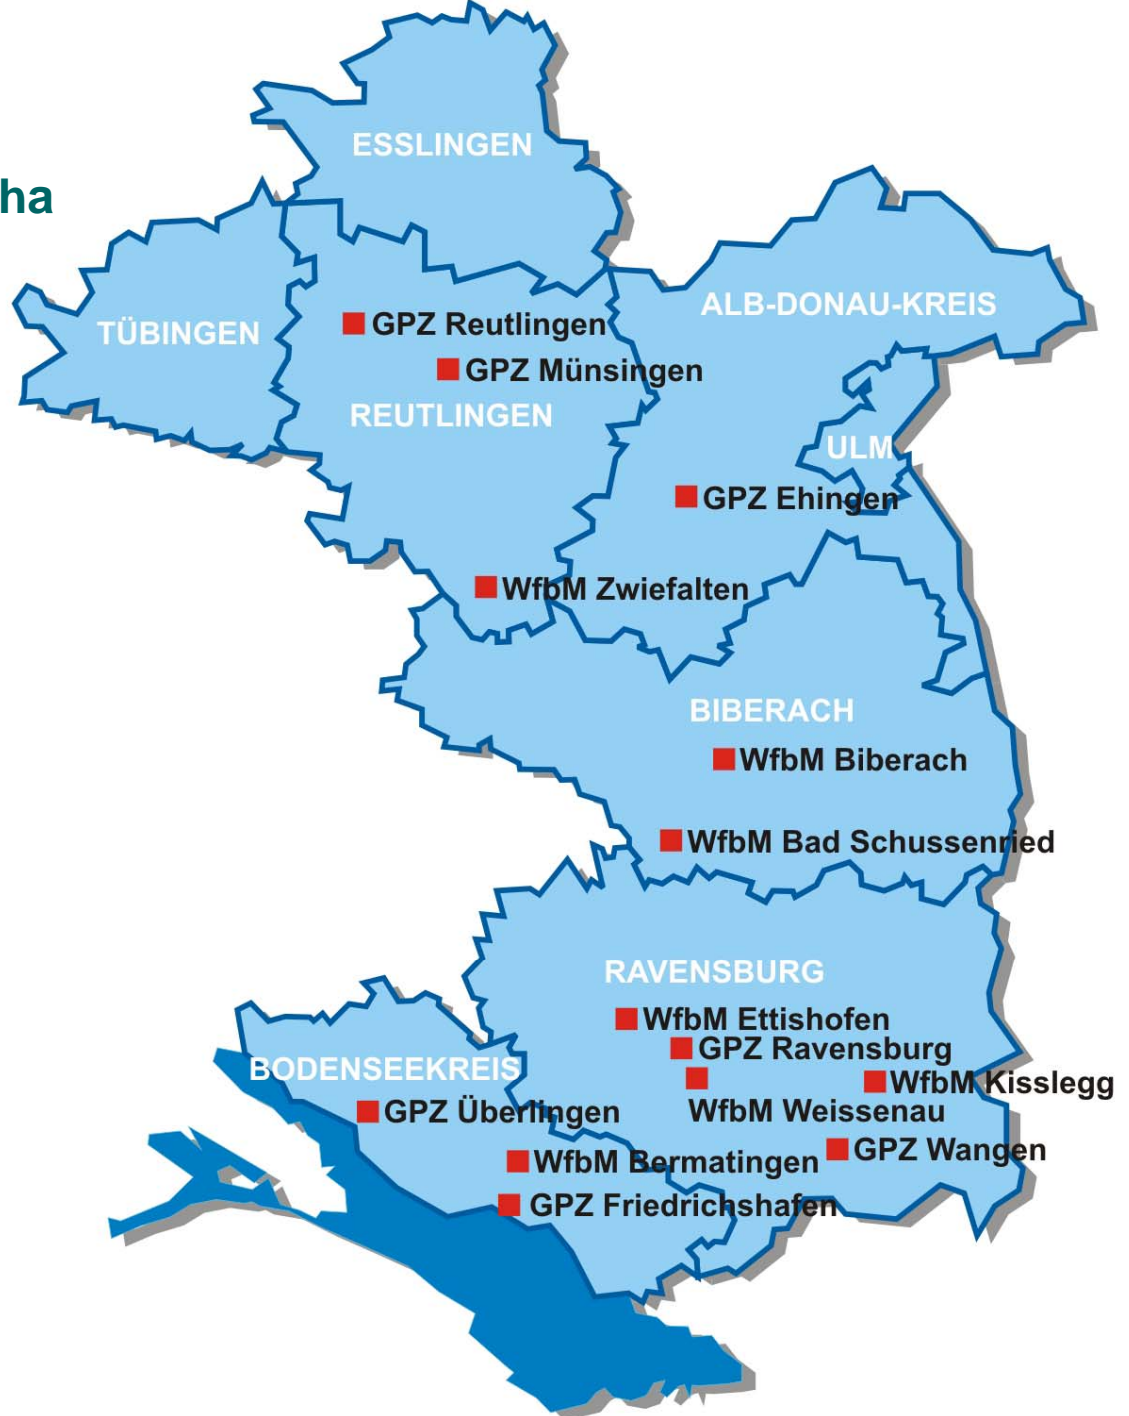 ESSLINGEN
ha
ALB-DONAU-KREIS
TÜBINGEN
GPZ Reutlingen
GPZ Münsingen
REUTLINGEN
ULM
GPZ Ehingen
WfbM Zwiefalten
BIBERACH
WfbM Biberach
WfbM Bad Schussenried
RAVENSBURG
WfbM Ettishofen
GPZ Ravensburg
BODENSEEKREIS
WfbM Kisslegg
GPZ Überlingen
WfbM Weissenau
GPZ Wangen
WfbM Bermatingen
GPZ Friedrichshafen